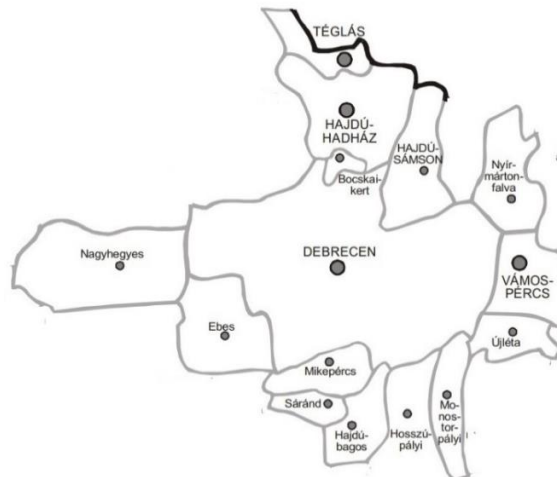 TÉGLÁS
HAJDÚ-
HADHÁZ
HAJDÚ-
SÁMSON
Bocskai-
kert
Nyír-
márton-
falva
Nagyhegyes
DEBRECEN
VÁMOS-
PÉRCS
Ebes
Újléta
Mikepércs
Sáránd
Hajdú-
bagos
Hosszú-
pályi
Mo-
nos-
tor-
pályi